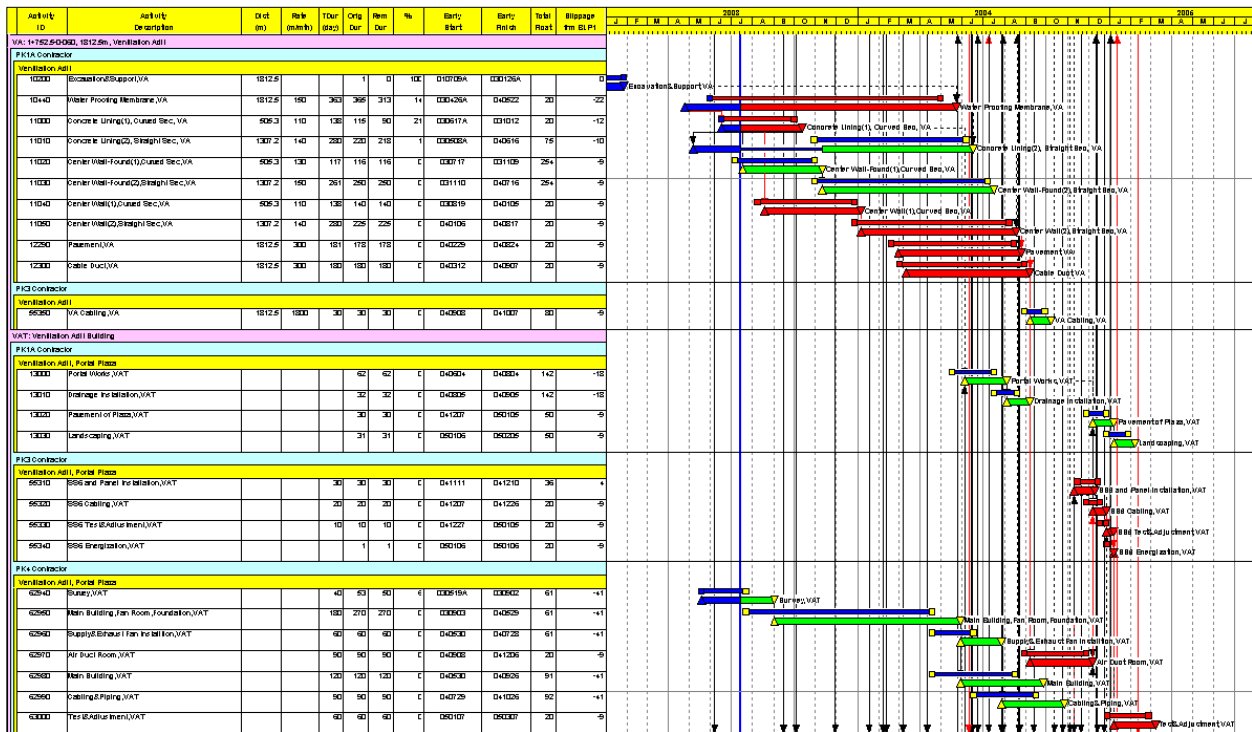 Activity ID Activity Description Dist (m) Rate (m/mth) TDur (day) Orig Dur Rem Dur % Early Start Early Finish Total Float Slippage frm BLP1
2003 2004 2005
VA: 1+752.5-0-060, 1812.5m, Ventilation Adit
PK1A Contractor
Ventilation Adit
10200 Excavation&Support,VA 1812.5 1 0 100 010709A 030126A 0
10440 Water Proofing Membrane,VA 1812.5 150 363 365 313 14 030426A 040522 20 -22
11000 Concrete Lining(1), Curved Sec,VA 505.3 110 138 115 90 21 030617A 031012 20 -12
11010 Concrete Lining(2), Straight Sec,VA 1307.2 140 280 220 218 1 030508A 040616 75 -10
11020 Center Wall-Found(1),Curved Sec,VA 505.3 130 117 116 116 0 030717 031109 254 -9
11030 Center Wall-Found(2),Straight Sec,VA 1307.2 150 261 250 250 0 031110 040716 254 -9
11040 Center Wall(1),Curved Sec,VA 505.3 110 138 140 140 0 030819 040105 20 -9
11050 Center Wall(2),Straight Sec,VA 1307.2 140 280 225 225 0 040106 040817 20 -9
12290 Pavement,VA 1812.5 300 181 178 178 0 040229 040824 20 -9
12300 Cable Duct,VA 1812.5 300 180 180 180 0 040312 040907 20 -9
PK3 Contractor
Ventilation Adit
55350 VA Cabling,VA 1812.5 1800 30 30 30 0 040908 041007 80 -9
VAT: Ventilation Adit Building
PK1A Contractor
Ventilation Adit, Portal Plaza
13000 Portal Works,VAT 62 62 0 040604 040804 142 -18
13010 Drainage Installation,VAT 32 32 0 040805 040905 142 -18
13020 Pavement of Plaza,VAT 30 30 0 041207 050105 50 -9
13030 Landscaping,VAT 31 31 0 050106 050205 50 -9
PK3 Contractor
Ventilation Adit, Portal Plaza
55310 SS6 and Panel Installation,VAT 30 30 30 0 041111 041210 36 4
55320 SS6 Cabling,VAT 20 20 20 0 041207 041226 20 -9
55330 SS6 Test&Adjustment,VAT 10 10 10 0 041227 050105 20 -9
55340 SS6 Energization,VAT 1 1 0 050106 050106 20 -9
PK4 Contractor
Ventilation Adit, Portal Plaza
62940 Survey,VAT 40 53 50 6 030519A 030902 61 -41
62950 Main Building,Fan Room,Foundation,VAT 180 270 270 0 030903 040529 61 -41
62960 Supply&Exhaust Fan Installtion,VAT 60 60 60 0 040530 040728 61 -41
62970 Air Duct Room,VAT 90 90 90 0 040908 041206 20 -9
62980 Main Building,VAT 120 120 120 0 040530 040926 91 -41
62990 Cabling&Piping,VAT 90 90 90 0 040729 041026 92 -41
63000 Test&Adjustment,VAT 60 60 60 0 050107 050307 20 -9
Excavation&Support,VA
Water Proofing Membrane,VA
Concrete Lining(1), Curved Sec,VA
Concrete Lining(2), Straight Sec,VA
Center Wall-Found(1),Curved Sec,VA
Center Wall-Found(2),Straight Sec,VA
Center Wall(1),Curved Sec,VA
Center Wall(2),Straight Sec,VA
Pavement,VA
Cable Duct,VA
VA Cabling,VA
Portal Works,VAT
Drainage Installation,VAT
Pavement of Plaza,VAT
Landscaping,VAT
SS6 and Panel Installation,VAT
SS6 Cabling,VAT
SS6 Test&Adjustment,VAT
SS6 Energization,VAT
Survey,VAT
Main Building,Fan Room,Foundation,VAT
Supply&Exhaust Fan Installtion,VAT
Air Duct Room,VAT
Main Building,VAT
Cabling&Piping,VAT
Test&Adjustment,VAT